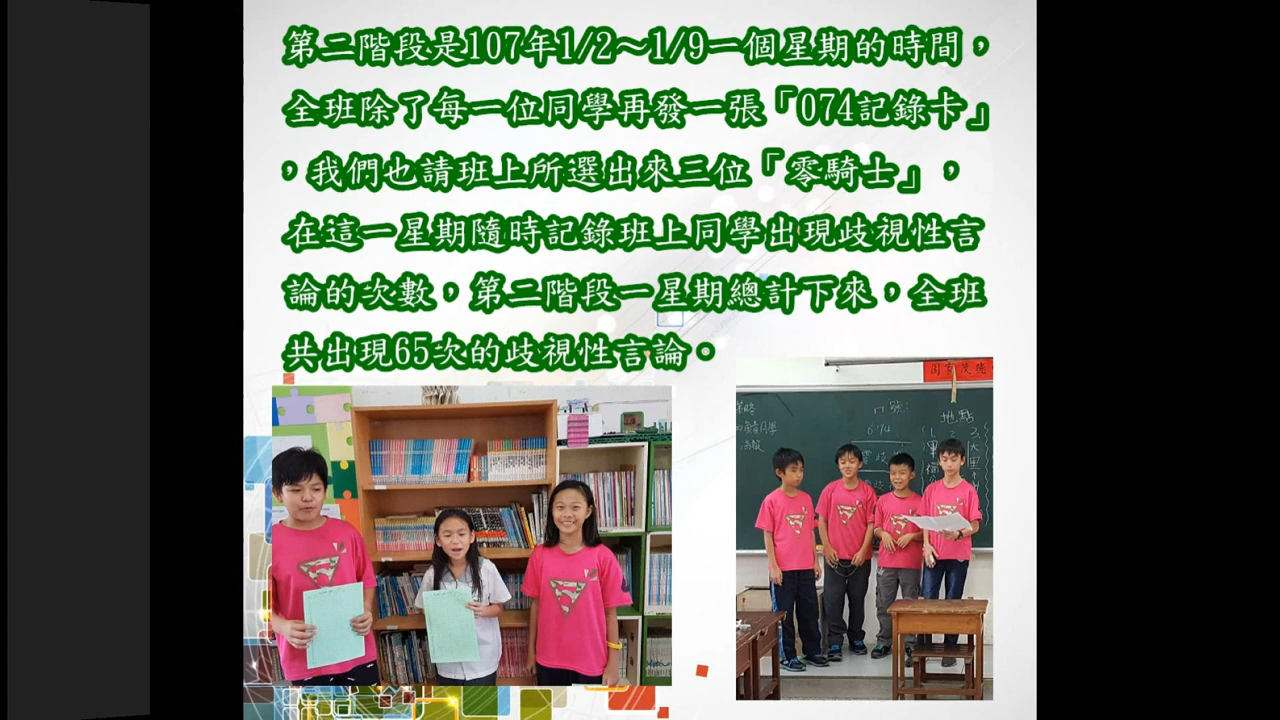 第二階段是107年1/2～1/9一個星期的時間，
全班除了每一位同學再發一張「074記錄卡」
，我們也請班上所選出來三位「零騎士」，
在這一星期隨時記錄班上同學出現歧視性言
論的次數，第二階段一星期總計下來，全班
共出現65次的歧視性言論。
地點
074